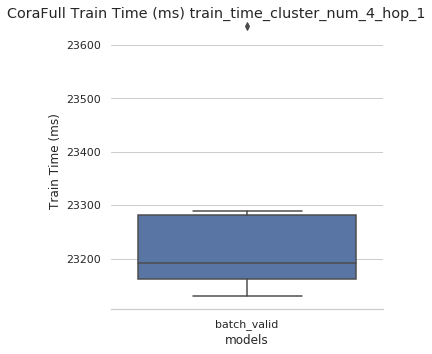 CoraFull Train Time (ms) train_time_cluster_num_4_hop_1
23600
23500
23400
23300
23200
Train Time (ms)
batch_valid
models